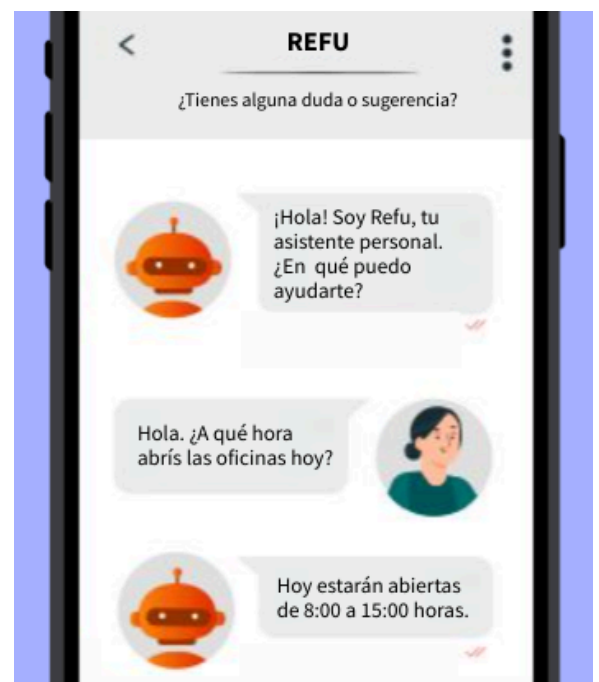 REFU
¿Tienes alguna duda o sugerencia?
¡Hola! Soy Refu, tu
asistente personal.
¿En qué puedo
ayudarte?
Hola. ¿A qué hora
abrís las oficinas hoy?
Hoy estarán abiertas
de 8:00 a 15:00 horas.